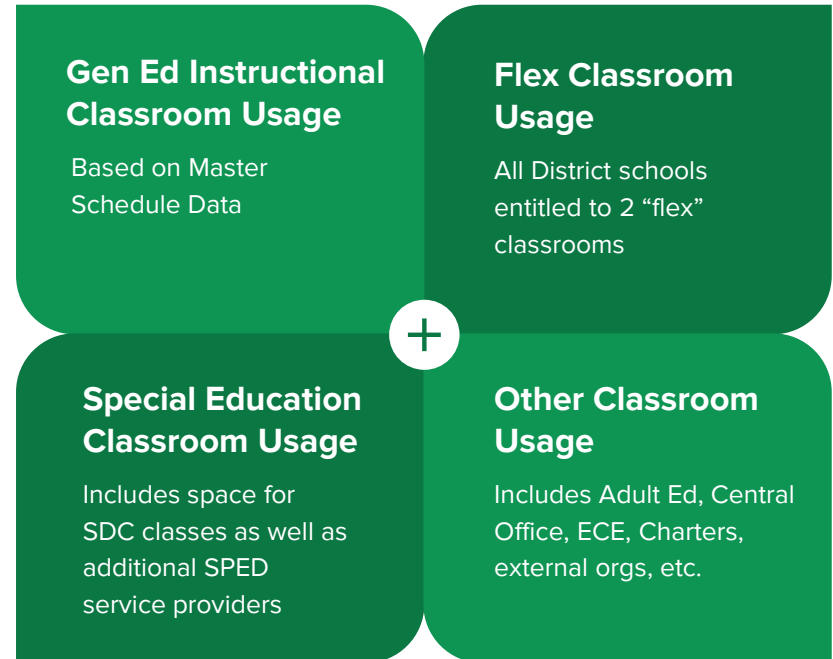 Gen Ed Instructional
Classroom Usage
Based on Master
Schedule Data
Flex Classroom
Usage
All District schools
entitled to 2 “flex”
classrooms
+
Special Education
Classroom Usage
Includes space for
SDC classes as well as
additional SPED
service providers
Other Classroom
Usage
Includes Adult Ed, Central
Office, ECE, Charters,
external orgs, etc.